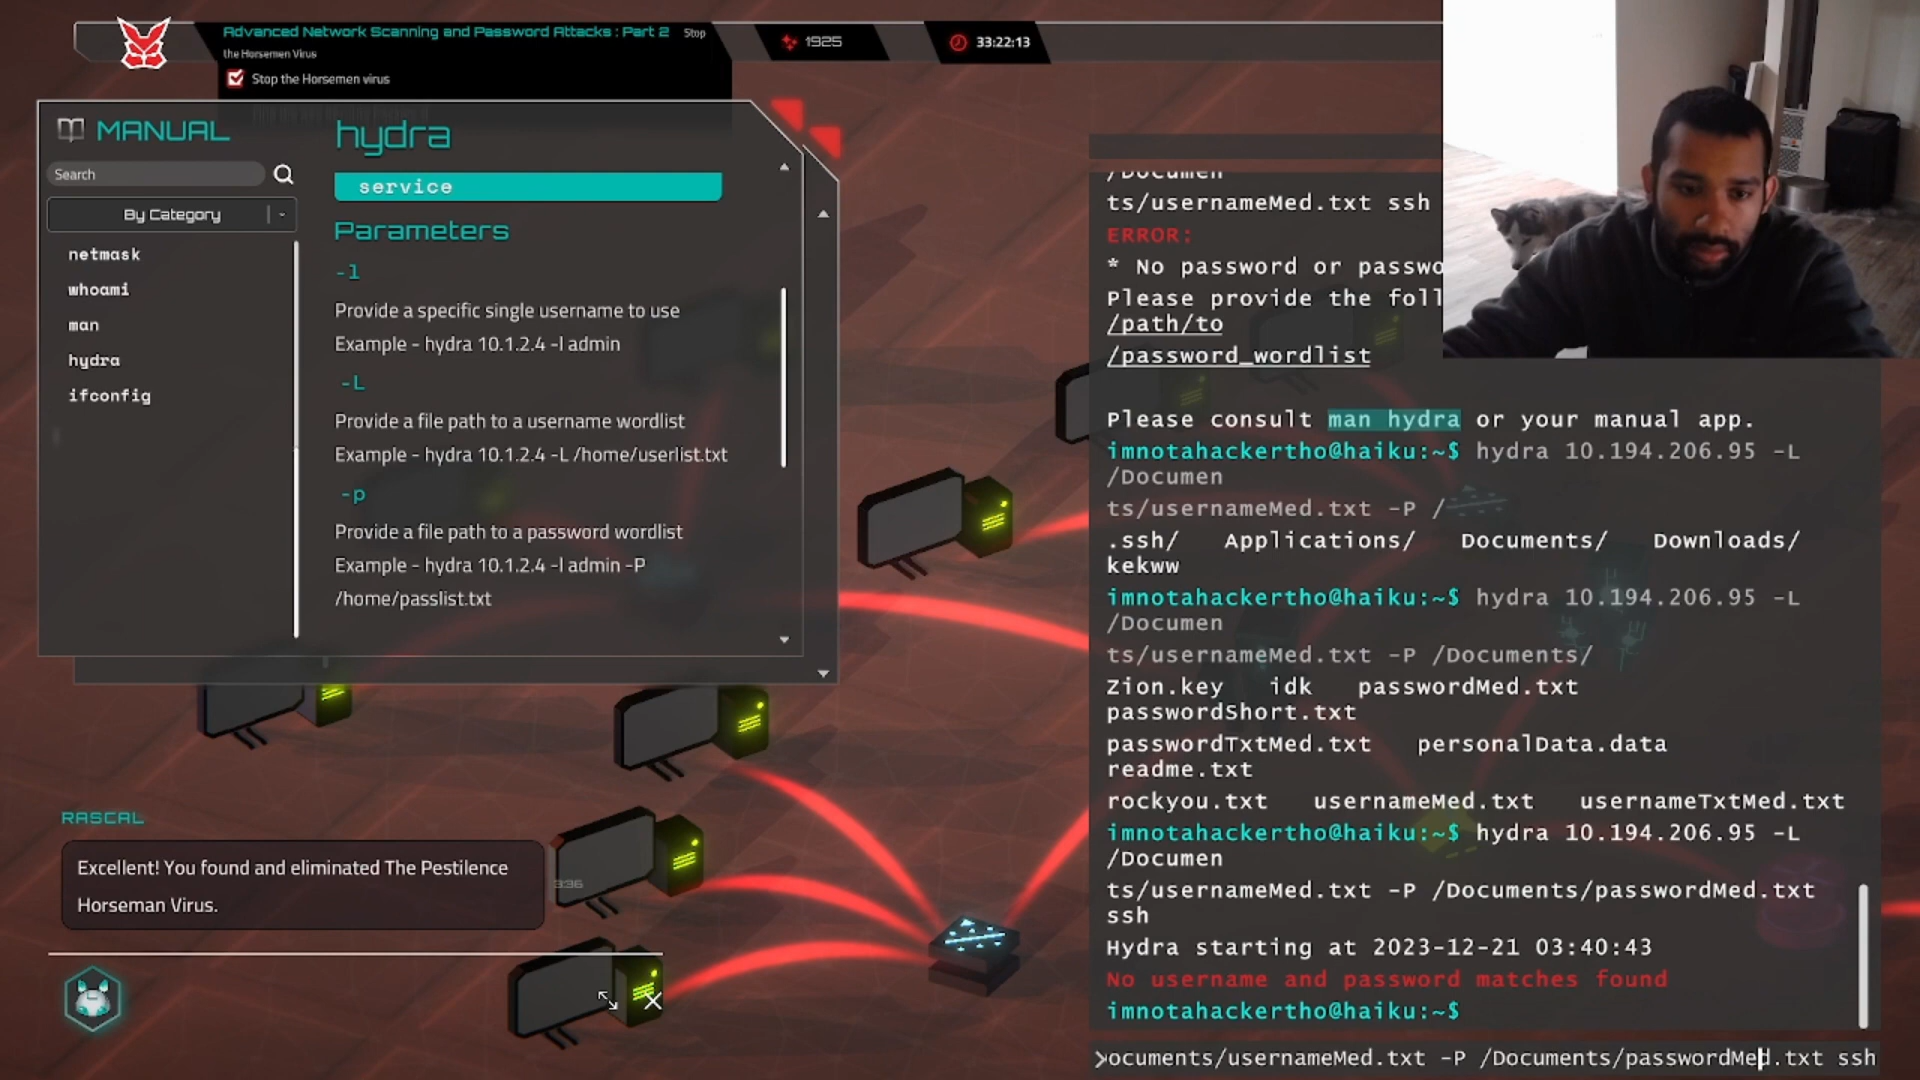 Advanced Network Scanning and Password Attacks : Part 2 Stop
the Horsemen Virus
Stop the Horsemen virus
1925
33:22:13
MANUAL
Search
By Category
netmask
whoami
man
hydra
ifconfig
hydra
service
Parameters
-l
Provide a specific single username to use
Example - hydra 10.1.2.4 -l admin
-L
Provide a file path to a username wordlist
Example - hydra 10.1.2.4 -L /home/userlist.txt
-p
Provide a file path to a password wordlist
Example - hydra 10.1.2.4 -l admin -P
/home/passlist.txt
RASCAL
Excellent! You found and eliminated The Pestilence
Horseman Virus.
3:36
/Documen
ts/usernameMed.txt ssh
ERROR:
* No password or passwo
Please provide the foll
/path/to
/password_wordlist
Please consult man hydra or your manual app.
imnotahackertho@haiku:~$ hydra 10.194.206.95 -L
/Documen
ts/usernameMed.txt -P /
.ssh/ Applications/ Documents/ Downloads/
kekww
imnotahackertho@haiku:~$ hydra 10.194.206.95 -L
/Documen
ts/usernameMed.txt -P /Documents/
Zion.key idk passwordMed.txt
passwordShort.txt
passwordTxtMed.txt personalData.data
readme.txt
rockyou.txt usernameMed.txt usernameTxtMed.txt
imnotahackertho@haiku:~$ hydra 10.194.206.95 -L
/Documen
ts/usernameMed.txt -P /Documents/passwordMed.txt
ssh
Hydra starting at 2023-12-21 03:40:43
No username and password matches found
imnotahackertho@haiku:~$
>ocuments/usernameMed.txt -P /Documents/passwordMed.txt ssh